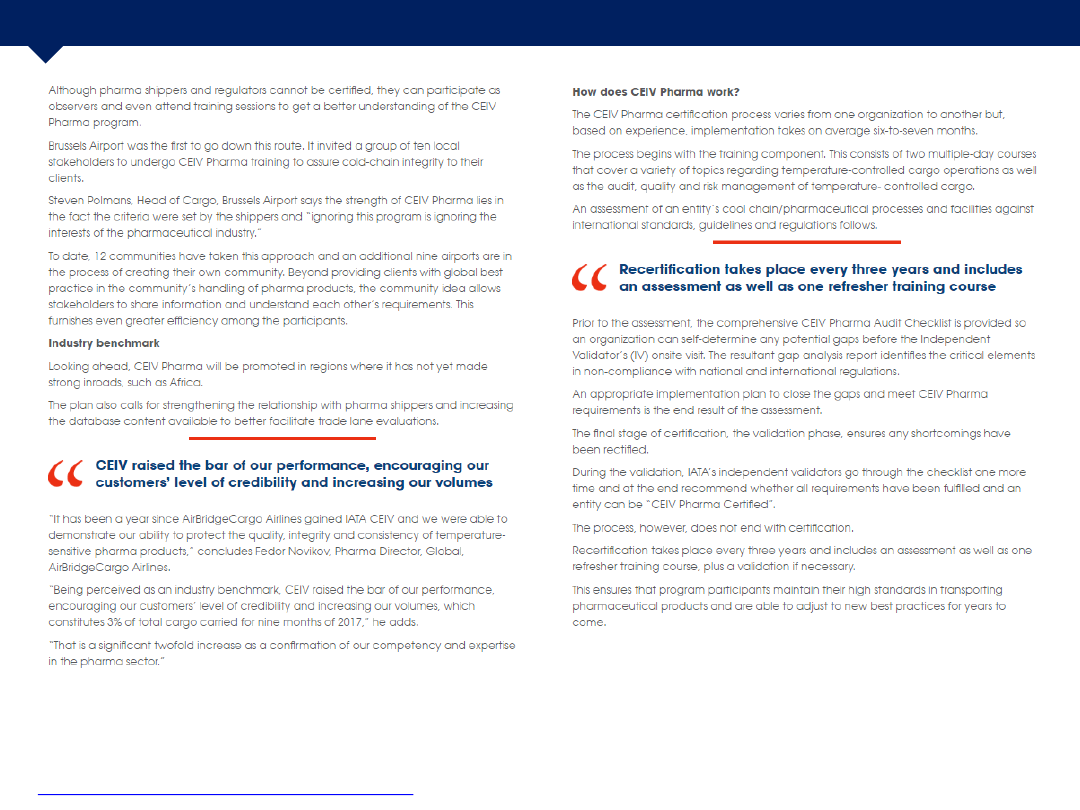 Although pharma shippers and regulators cannot be certified, they can participate as
observers and even attend training sessions to get a better understanding of the CEIV
Pharma program.
Brussels Airport was the first to go down this route. It invited a group of ten local
stakeholders to undergo CEIV Pharma training to assure cold-chain integrity to their
clients.
Steven Polmans, Head of Cargo, Brussels Airport says the strength of CEIV Pharma lies in
the fact the criteria were set by the shippers and "ignoring this program is ignoring the
interests of the pharmaceutical industry."
To date, 12 communities have taken this approach and an additional nine airports are in
the process of creating their own community. Beyond providing clients with global best
practice in the community's handling of pharma products, the community idea allows
stakeholders to share information and understand each other's requirements. This
furnishes even greater efficiency among the participants.
Industry benchmark
Looking ahead, CEIV Pharma will be promoted in regions where it has not yet made
strong inroads, such as Africa.
The plan also calls for strengthening the relationship with pharma shippers and increasing
the database content available to better facilitate trade lane evaluations.
“ CEIV raised the bar of our performance, encouraging our
customers' level of credibility and increasing our volumes
"It has been a year since AirBridgeCargo Airlines gained IATA CEIV and we were able to
demonstrate our ability to protect the quality, integrity and consistency of temperature-
sensitive pharma products," concludes Fedor Novikov, Pharma Director, Global,
AirBridgeCargo Airlines.
"Being perceived as an industry benchmark, CEIV raised the bar of our performance,
encouraging our customers' level of credibility and increasing our volumes, which
constitutes 3% of total cargo carried for nine months of 2017," he adds.
"That is a significant twofold increase as a confirmation of our competency and expertise
in the pharma sector."
How does CEIV Pharma work?
The CEIV Pharma certification process varies from one organization to another but,
based on experience, implementation takes on average six-to-seven months.
The process begins with the training component. This consists of two multiple-day courses
that cover a variety of topics regarding temperature-controlled cargo operations as well
as the audit, quality and risk management of temperature- controlled cargo.
An assessment of an entity's cool chain/pharmaceutical processes and facilities against
international standards, guidelines and regulations follows.
“ Recertification takes place every three years and includes
an assessment as well as one refresher training course
Prior to the assessment, the comprehensive CEIV Pharma Audit Checklist is provided so
an organization can self-determine any potential gaps before the Independent
Validator's (IV) onsite visit. The resultant gap analysis report identifies the critical elements
in non-compliance with national and international regulations.
An appropriate implementation plan to close the gaps and meet CEIV Pharma
requirements is the end result of the assessment.
The final stage of certification, the validation phase, ensures any shortcomings have
been rectified.
During the validation, IATA's independent validators go through the checklist one more
time and at the end recommend whether all requirements have been fulfilled and an
entity can be "CEIV Pharma Certified".
The process, however, does not end with certification.
Recertification takes place every three years and includes an assessment as well as one
refresher training course, plus a validation if necessary.
This ensures that program participants maintain their high standards in transporting
pharmaceutical products and are able to adjust to new best practices for years to
come.